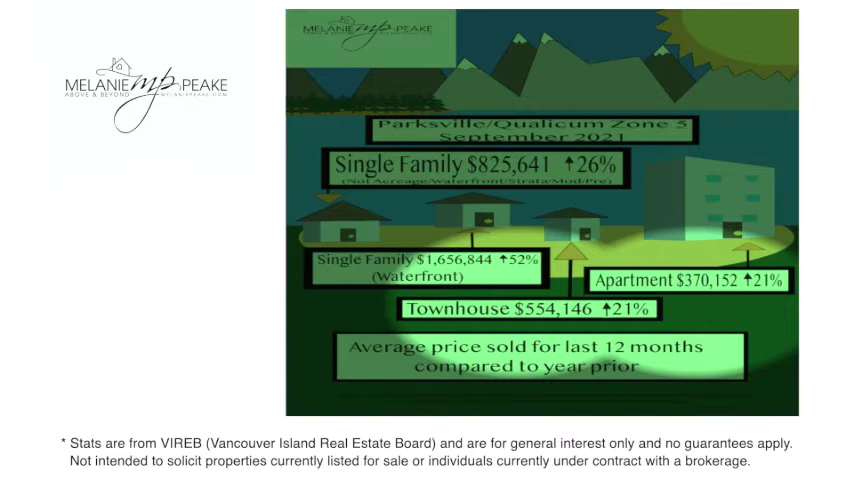 MELANIE mp PEAKE
ABOVE & BEYOND MELANIEPEAKE.COM
MELANIE mp PEAKE
Parksville/Qualicum Zone 5
September 2021
Single Family $825,641 ↑26%
(Not Acreage/Waterfront/Strata/Mod/Pre)
Single Family $1,656,844 ↑52%
(Waterfront)
Apartment $370,152 ↑21%
Townhouse $554,146 ↑21%
Average price sold for last 12 months
compared to year prior
* Stats are from VIREB (Vancouver Island Real Estate Board) and are for general interest only and no guarantees apply.
Not intended to solicit properties currently listed for sale or individuals currently under contract with a brokerage.